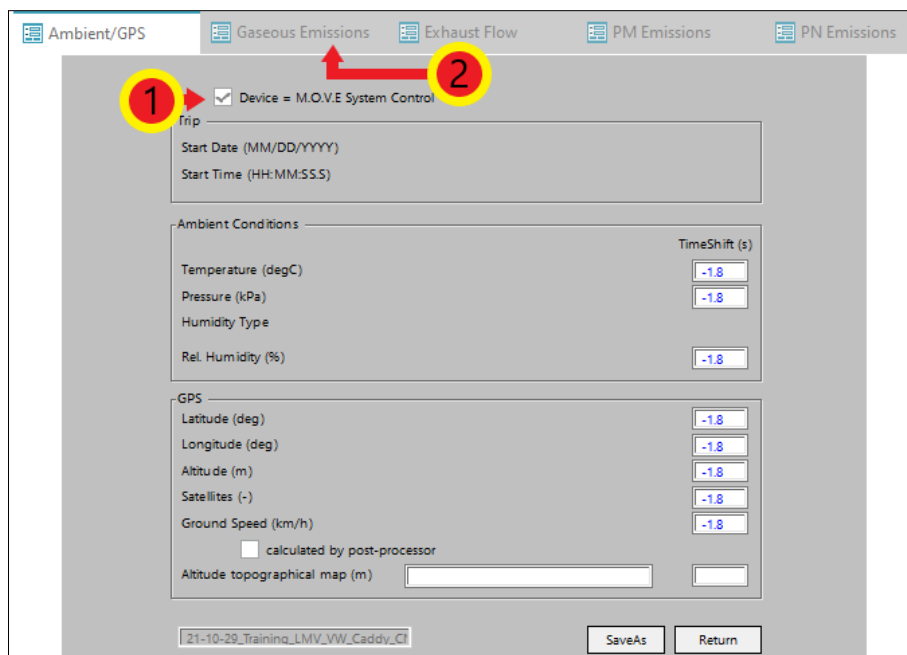 Ambient/GPS Gaseous Emissions Exhaust Flow PM Emissions PN Emissions
2
1 Device = M.O.V.E System Control
Trip
Start Date (MM/DD/YYYY)
Start Time (HH:MM:SS.S)
Ambient Conditions
TimeShift (s)
Temperature (degC) -1.8
Pressure (kPa) -1.8
Humidity Type
Rel. Humidity (%) -1.8
GPS
Latitude (deg) -1.8
Longitude (deg) -1.8
Altitude (m) -1.8
Satellites (-) -1.8
Ground Speed (km/h) -1.8
calculated by post-processor
Altitude topographical map (m)
21-10-29_Training_LMV_VW_Caddy_ SaveAs Return